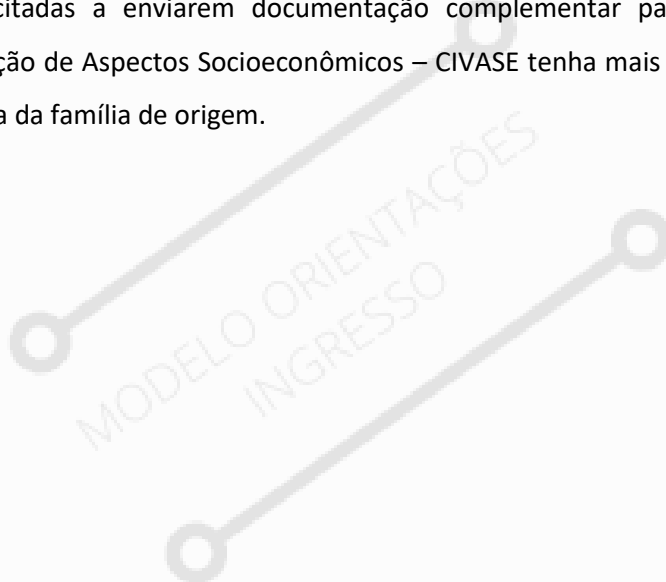 citadas a enviarem documentação complementar pa
ção de Aspectos Socioeconômicos – CIVASE tenha mais
a da família de origem.
MODELO ORIENTAÇÕES
INGRESSO